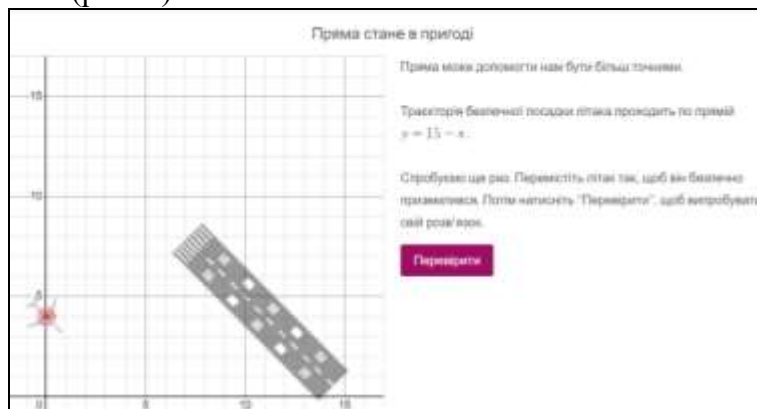 Пряма стане в пригоді
Пряма може допомогти нам бути більш точними.
Траєкторія безпечної посадки літака проходить по прямій
y = 15 − x.
Спробуємо ще раз. Перемістіть літак так, щоб він безпечно
приземлився. Потім натисніть "Перевірити", щоб випробувати
свій розв'язок.
Перевірити
15
10
5
0
5
10
15